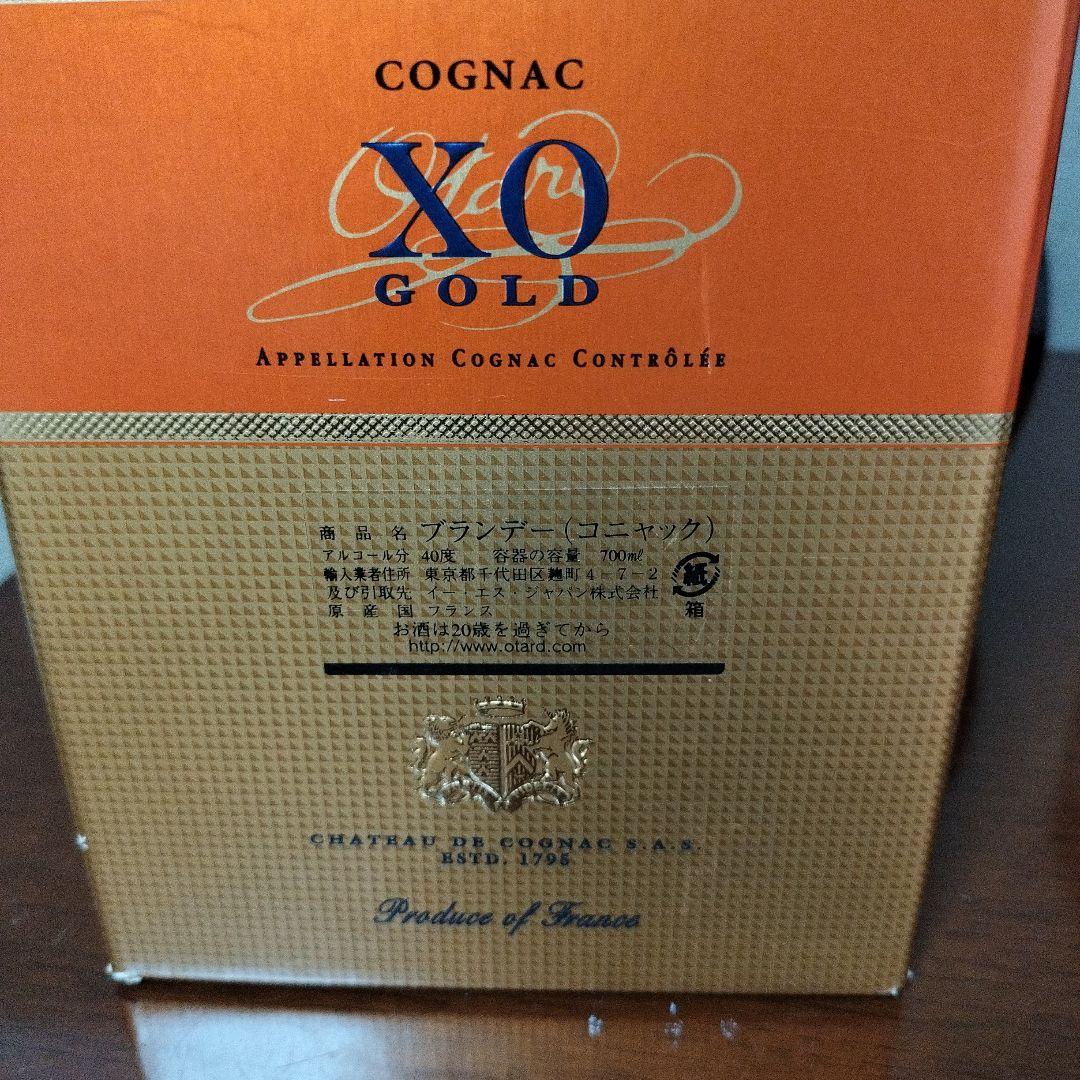 COGNAC
Otard
XO
GOLD
APPELLATION COGNAC CONTRÔLÉE
商品名 ブランデー(コニャック)
アルコール分 40度 容器の容量 700ml
輸入業者住所 東京都千代田区麹町4-7-2
及び引取先 イー・エス・ジャパン株式会社
原産国 フランス
紙
箱
お酒は20歳を過ぎてから
http://www.otard.com
CHATEAU DE COGNAC S.A.S.
ESTD. 1795
Produce of France